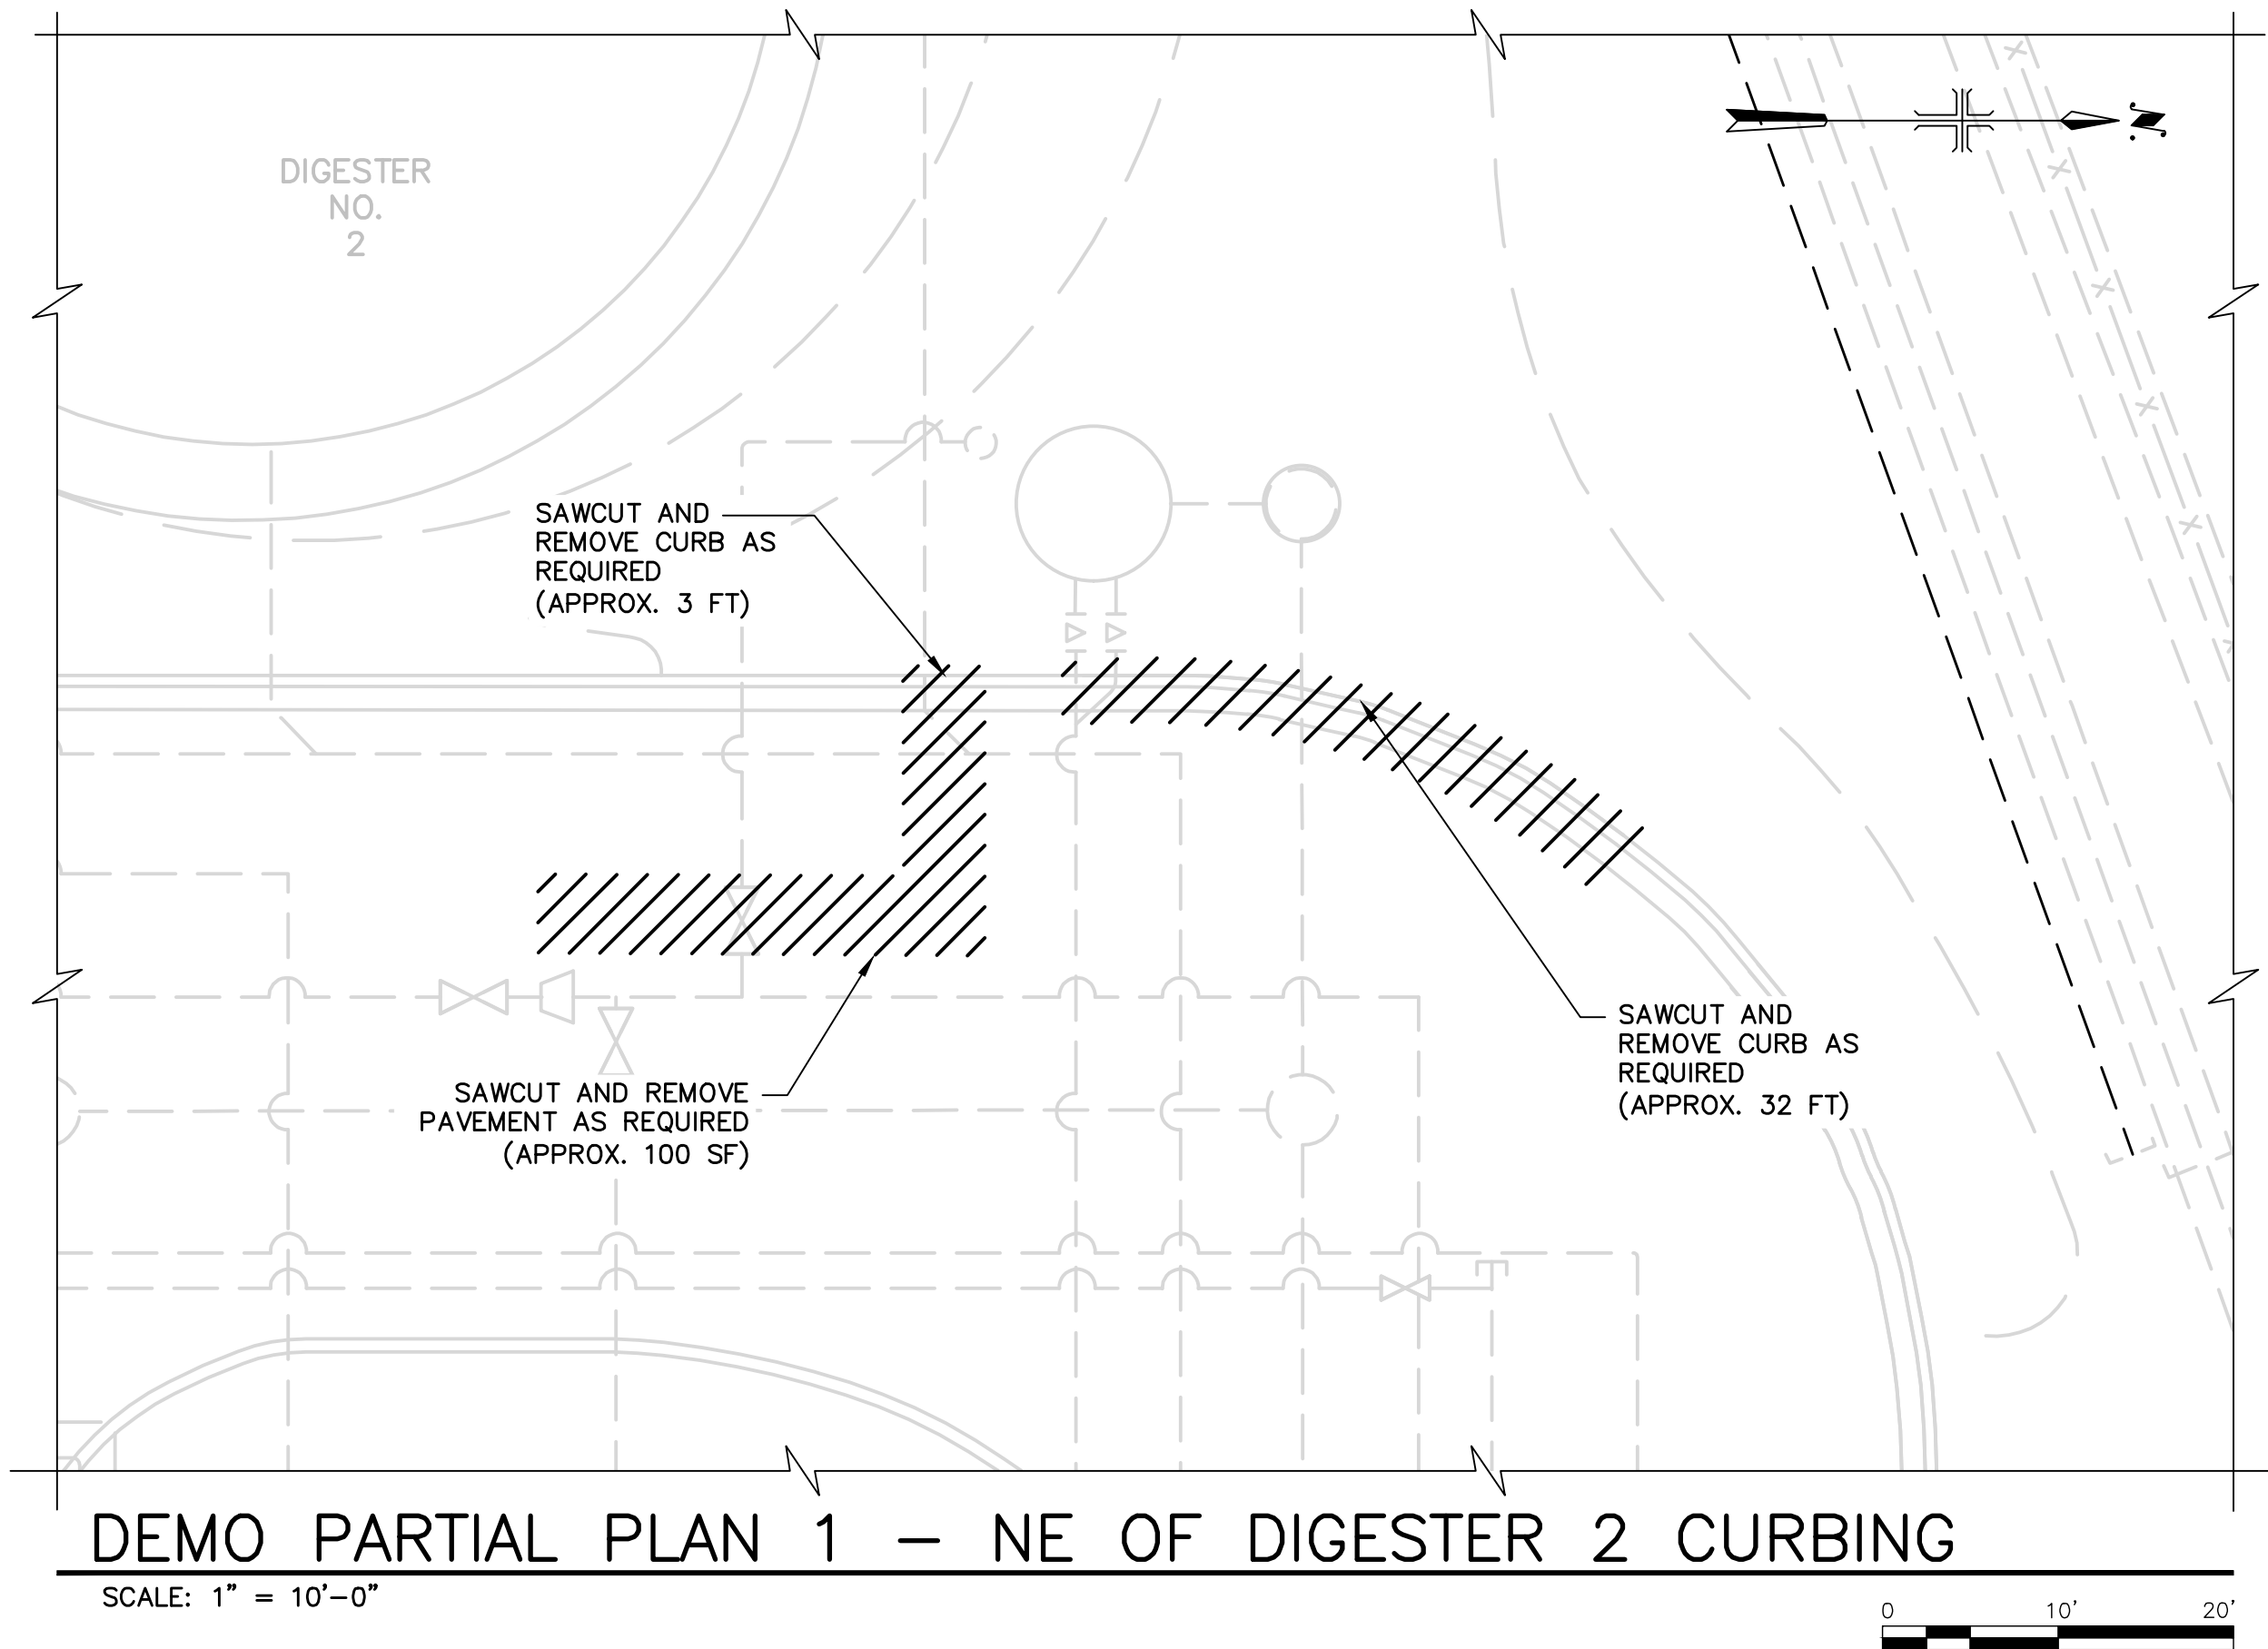 DIGESTER
NO.
2
N
SAWCUT AND
REMOVE CURB AS
REQUIRED
(APPROX. 3 FT)
SAWCUT AND REMOVE
PAVEMENT AS REQUIRED
(APPROX. 100 SF)
SAWCUT AND
REMOVE CURB AS
REQUIRED
(APPROX. 32 FT)
DEMO PARTIAL PLAN 1 – NE OF DIGESTER 2 CURBING
SCALE: 1" = 10'-0"
0 10' 20'